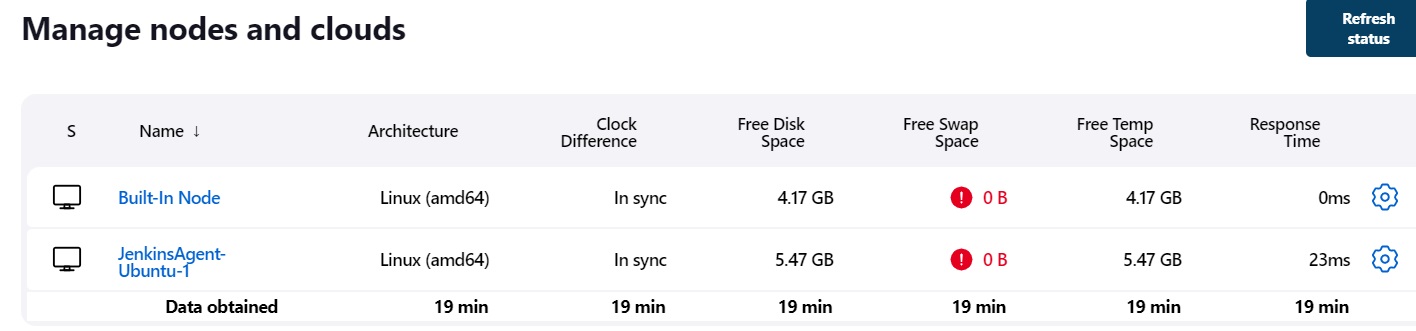 Manage nodes and clouds
Refresh
status
S Name ↓ Architecture Clock Difference Free Disk Space Free Swap Space Free Temp Space Response Time
Built-In Node Linux (amd64) In sync 4.17 GB ! 0 B 4.17 GB 0ms
JenkinsAgent-
Ubuntu-1 Linux (amd64) In sync 5.47 GB ! 0 B 5.47 GB 23ms
Data obtained 19 min 19 min 19 min 19 min 19 min 19 min